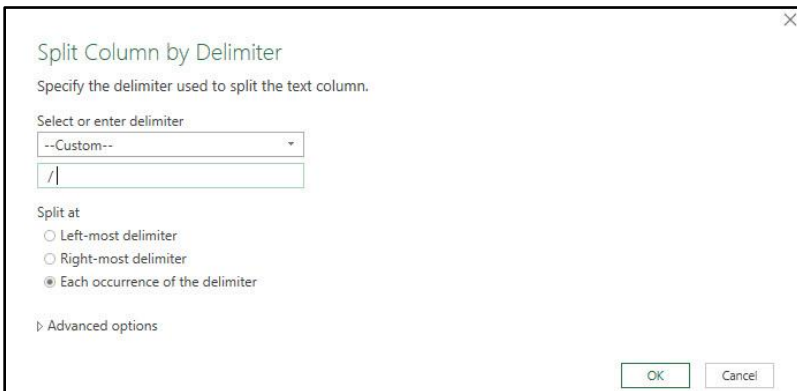 Split Column by Delimiter
Specify the delimiter used to split the text column.
Select or enter delimiter
--Custom--
/
Split at
Left-most delimiter
Right-most delimiter
Each occurrence of the delimiter
Advanced options
OK Cancel